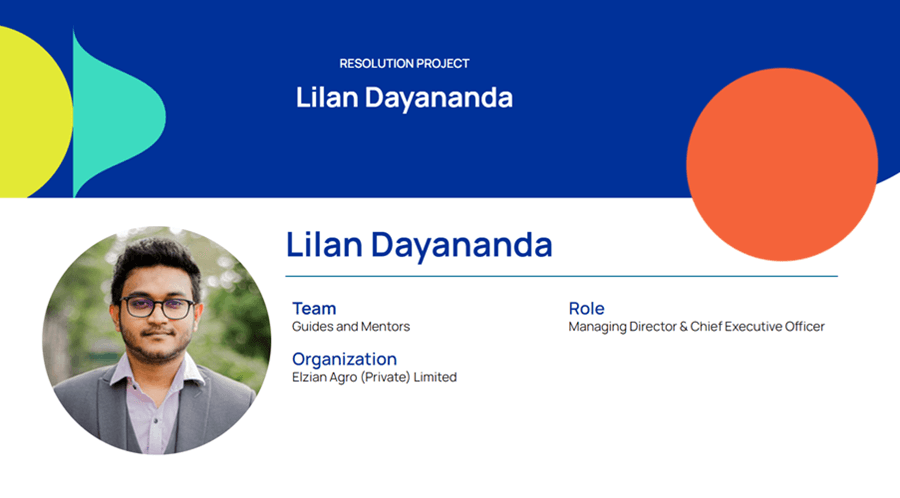 RESOLUTION PROJECT
Lilan Dayananda
Lilan Dayananda
Team
Guides and Mentors
Role
Managing Director & Chief Executive Officer
Organization
Elzian Agro (Private) Limited